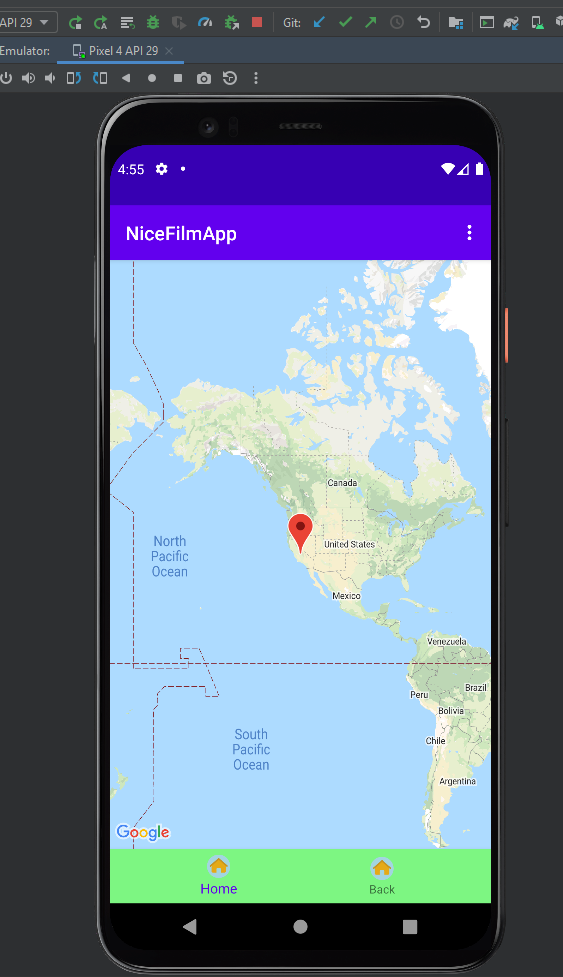 API 29
Git:
Emulator:
Pixel 4 API 29
4:55
NiceFilmApp
Canada
North
Pacific
Ocean
United States
Mexico
Venezuela
Peru
Brazil
Bolivia
South
Pacific
Ocean
Chile
Argentina
Google
Home
Back